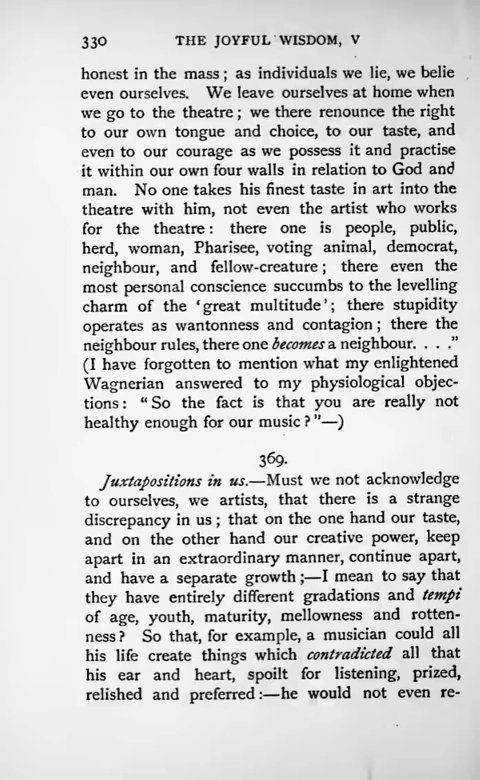 330 THE JOYFUL WISDOM, V
honest in the mass; as individuals we lie, we belie
even ourselves. We leave ourselves at home when
we go to the theatre; we there renounce the right
to our own tongue and choice, to our taste, and
even to our courage as we possess it and practise
it within our own four walls in relation to God and
man. No one takes his finest taste in art into the
theatre with him, not even the artist who works
for the theatre: there one is people, public,
herd, woman, Pharisee, voting animal, democrat,
neighbour, and fellow-creature; there even the
most personal conscience succumbs to the levelling
charm of the ‘great multitude’; there stupidity
operates as wantonness and contagion; there the
neighbour rules, there one becomes a neighbour. . . .”
(I have forgotten to mention what my enlightened
Wagnerian answered to my physiological objec-
tions: “So the fact is that you are really not
healthy enough for our music?”—)
369.
Juxtapositions in us.—Must we not acknowledge
to ourselves, we artists, that there is a strange
discrepancy in us; that on the one hand our taste,
and on the other hand our creative power, keep
apart in an extraordinary manner, continue apart,
and have a separate growth;—I mean to say that
they have entirely different gradations and tempi
of age, youth, maturity, mellowness and rotten-
ness? So that, for example, a musician could all
his life create things which contradicted all that
his ear and heart, spoilt for listening, prized,
relished and preferred:—he would not even re-